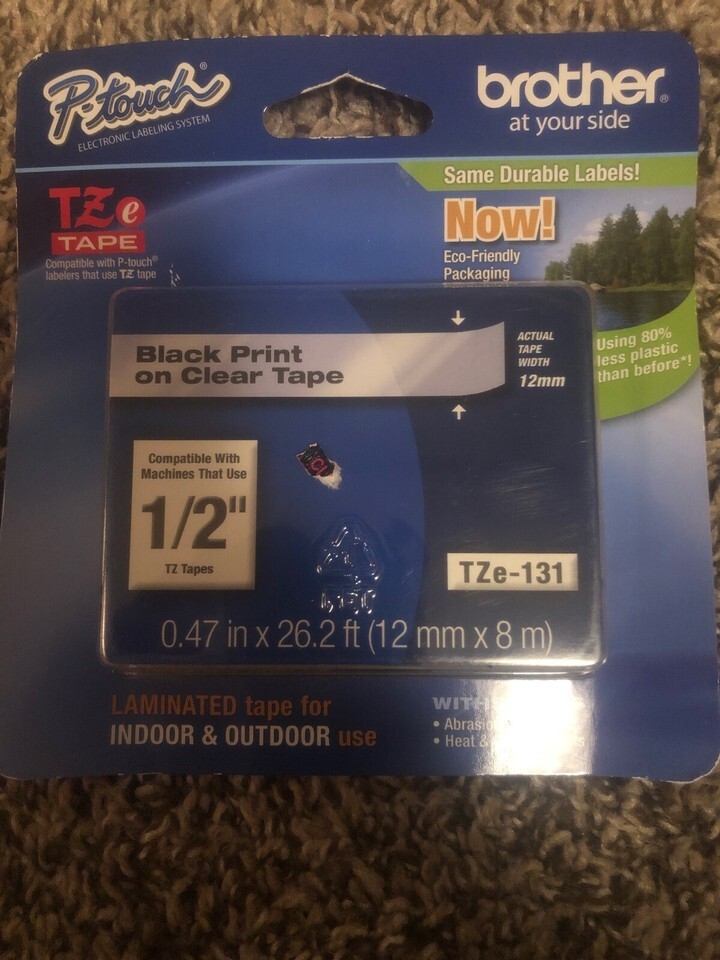 P-touch®
ELECTRONIC LABELING SYSTEM
brother®
at your side
Same Durable Labels!
TZe
TAPE
Compatible with P-touch®
labelers that use TZ tape
Now!
Eco-Friendly
Packaging
Using 80%
less plastic
than before*!
Black Print
on Clear Tape
ACTUAL
TAPE
WIDTH
12mm
Compatible With
Machines That Use
1/2"
TZ Tapes
TZe-131
0.47 in x 26.2 ft (12 mm x 8 m)
LAMINATED tape for
INDOOR & OUTDOOR use
• Heat &